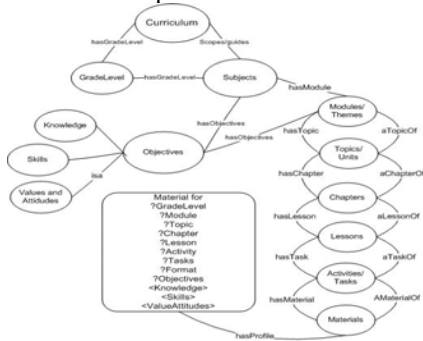 Curriculum
hasGradeLevel
Scopes/guides
GradeLevel
hasGradeLevel
Subjects
hasModule
hasObjectives
hasObjectives
Modules/
Themes
Knowledge
Skills
Values and
Attidudes
isa
Objectives
hasTopic
aTopicOf
Topics/
Units
hasChapter
aChapterOf
Chapters
hasLesson
aLessonOf
Lessons
hasTask
aTaskOf
Activities/
Tasks
hasMaterial
AMaterialOf
Materials
Material for
?GradeLevel
?Module
?Topic
?Chapter
?Lesson
?Activity
?Tasks
?Format
?Objectives
<Knowledge>
<Skills>
<ValueAttitudes>
hasProfile